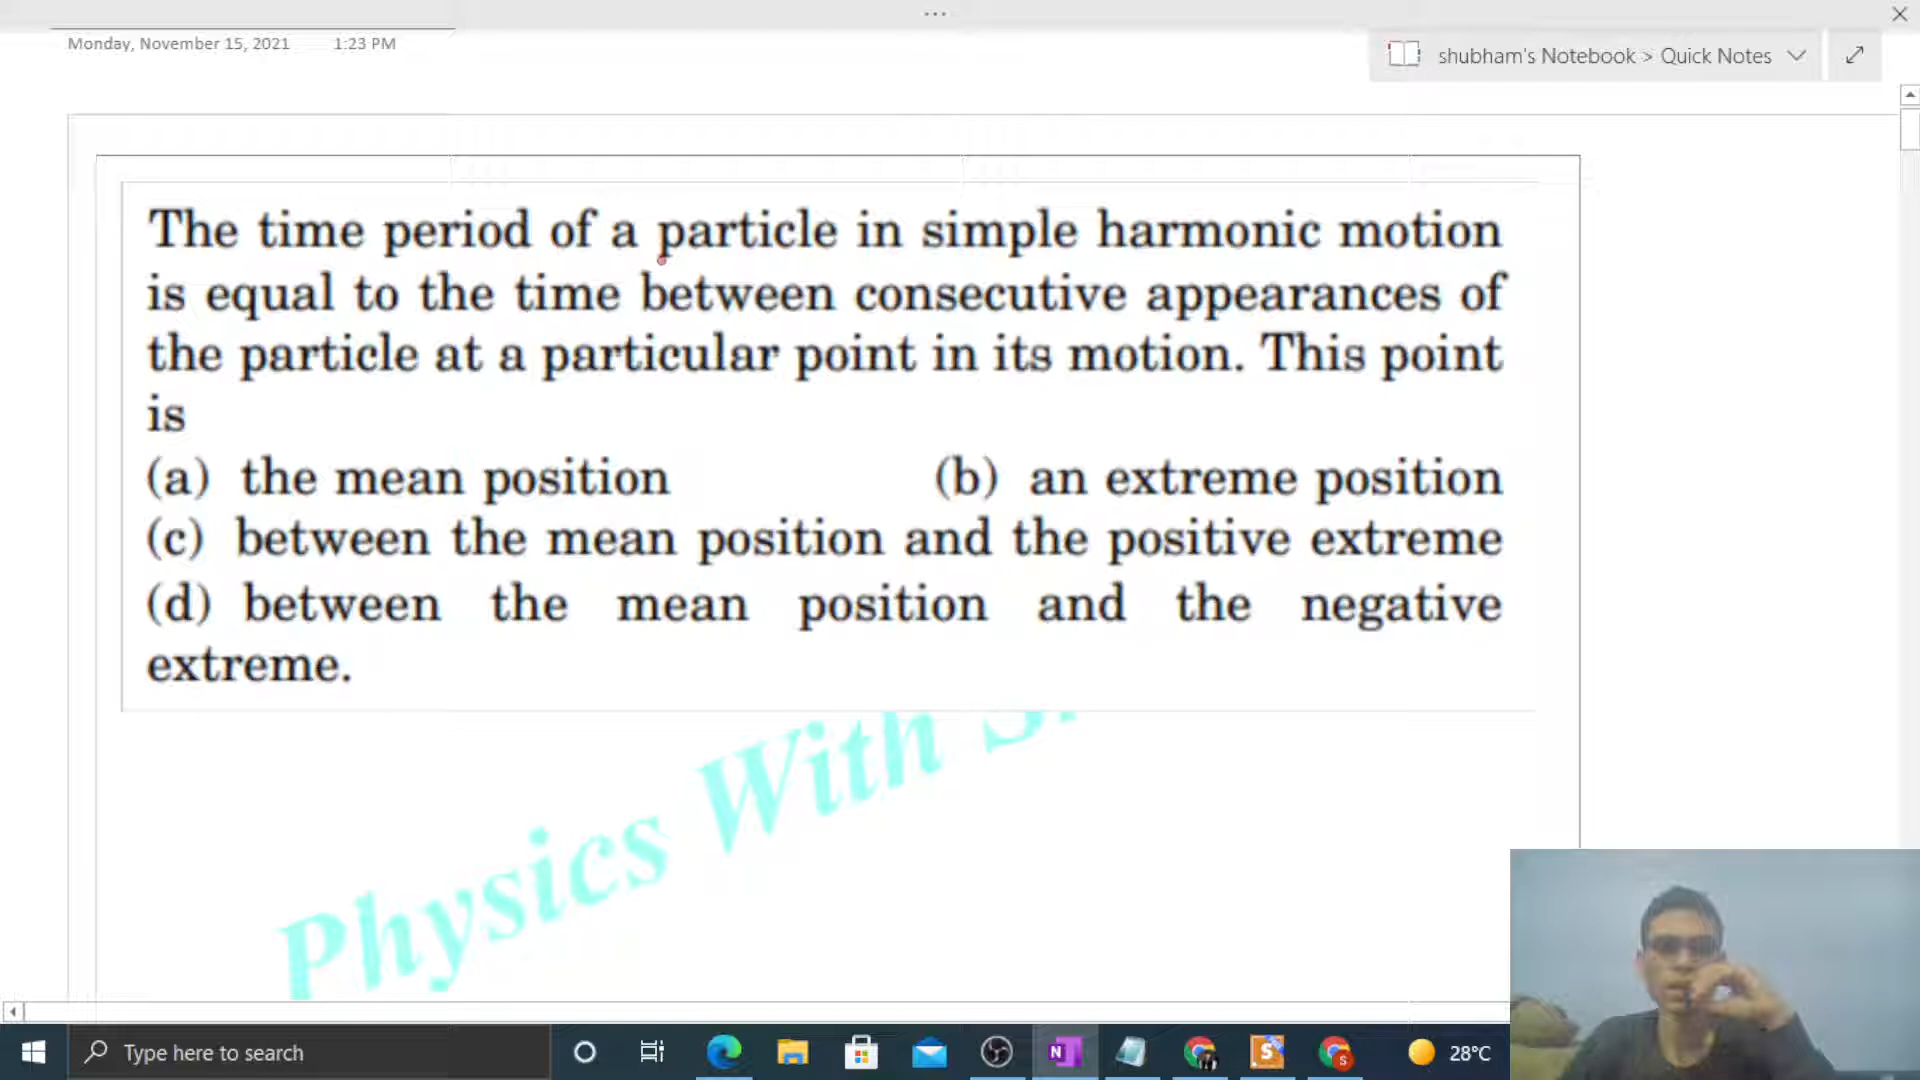 ...
Monday, November 15, 2021 1:23 PM
shubham's Notebook > Quick Notes
The time period of a particle in simple harmonic motion
is equal to the time between consecutive appearances of
the particle at a particular point in its motion. This point
is
(a) the mean position (b) an extreme position
(c) between the mean position and the positive extreme
(d) between the mean position and the negative
extreme.
Physics With
Type here to search
28°C